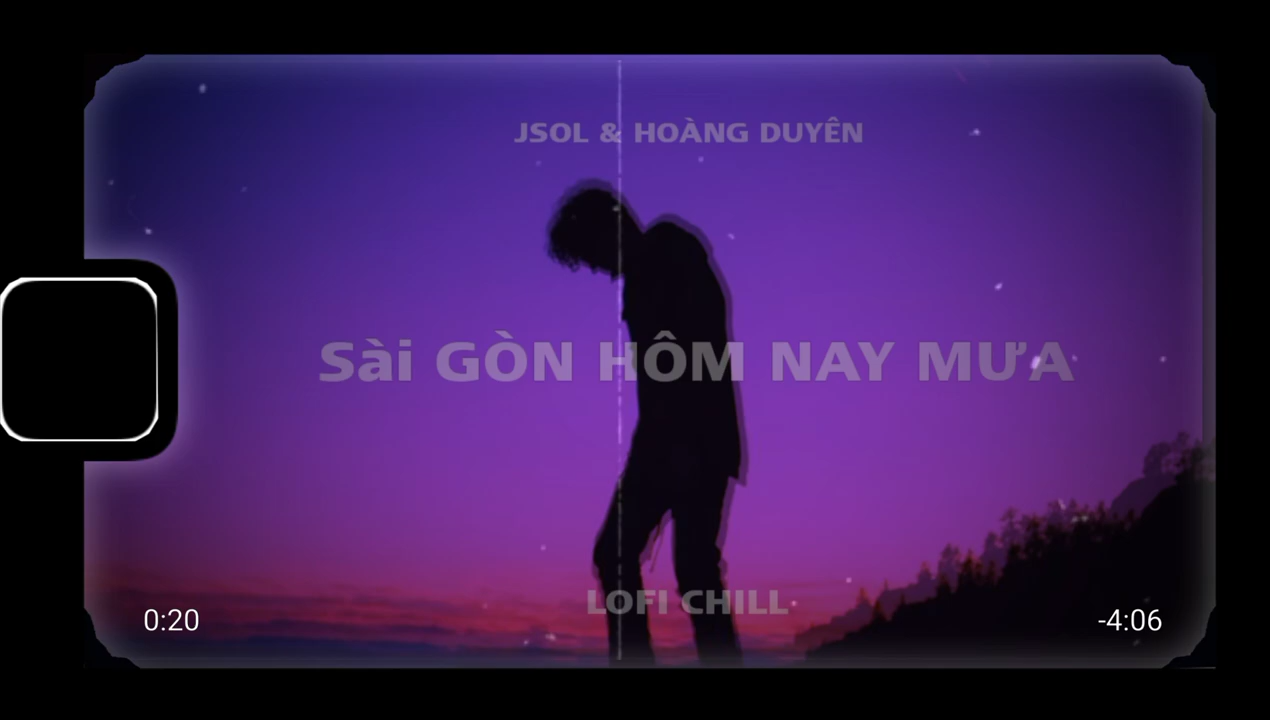 JSOL & HOÀNG DUYÊN
Sài GÒN HÔM NAY MƯA
LOFI CHILL
0:20
-4:06